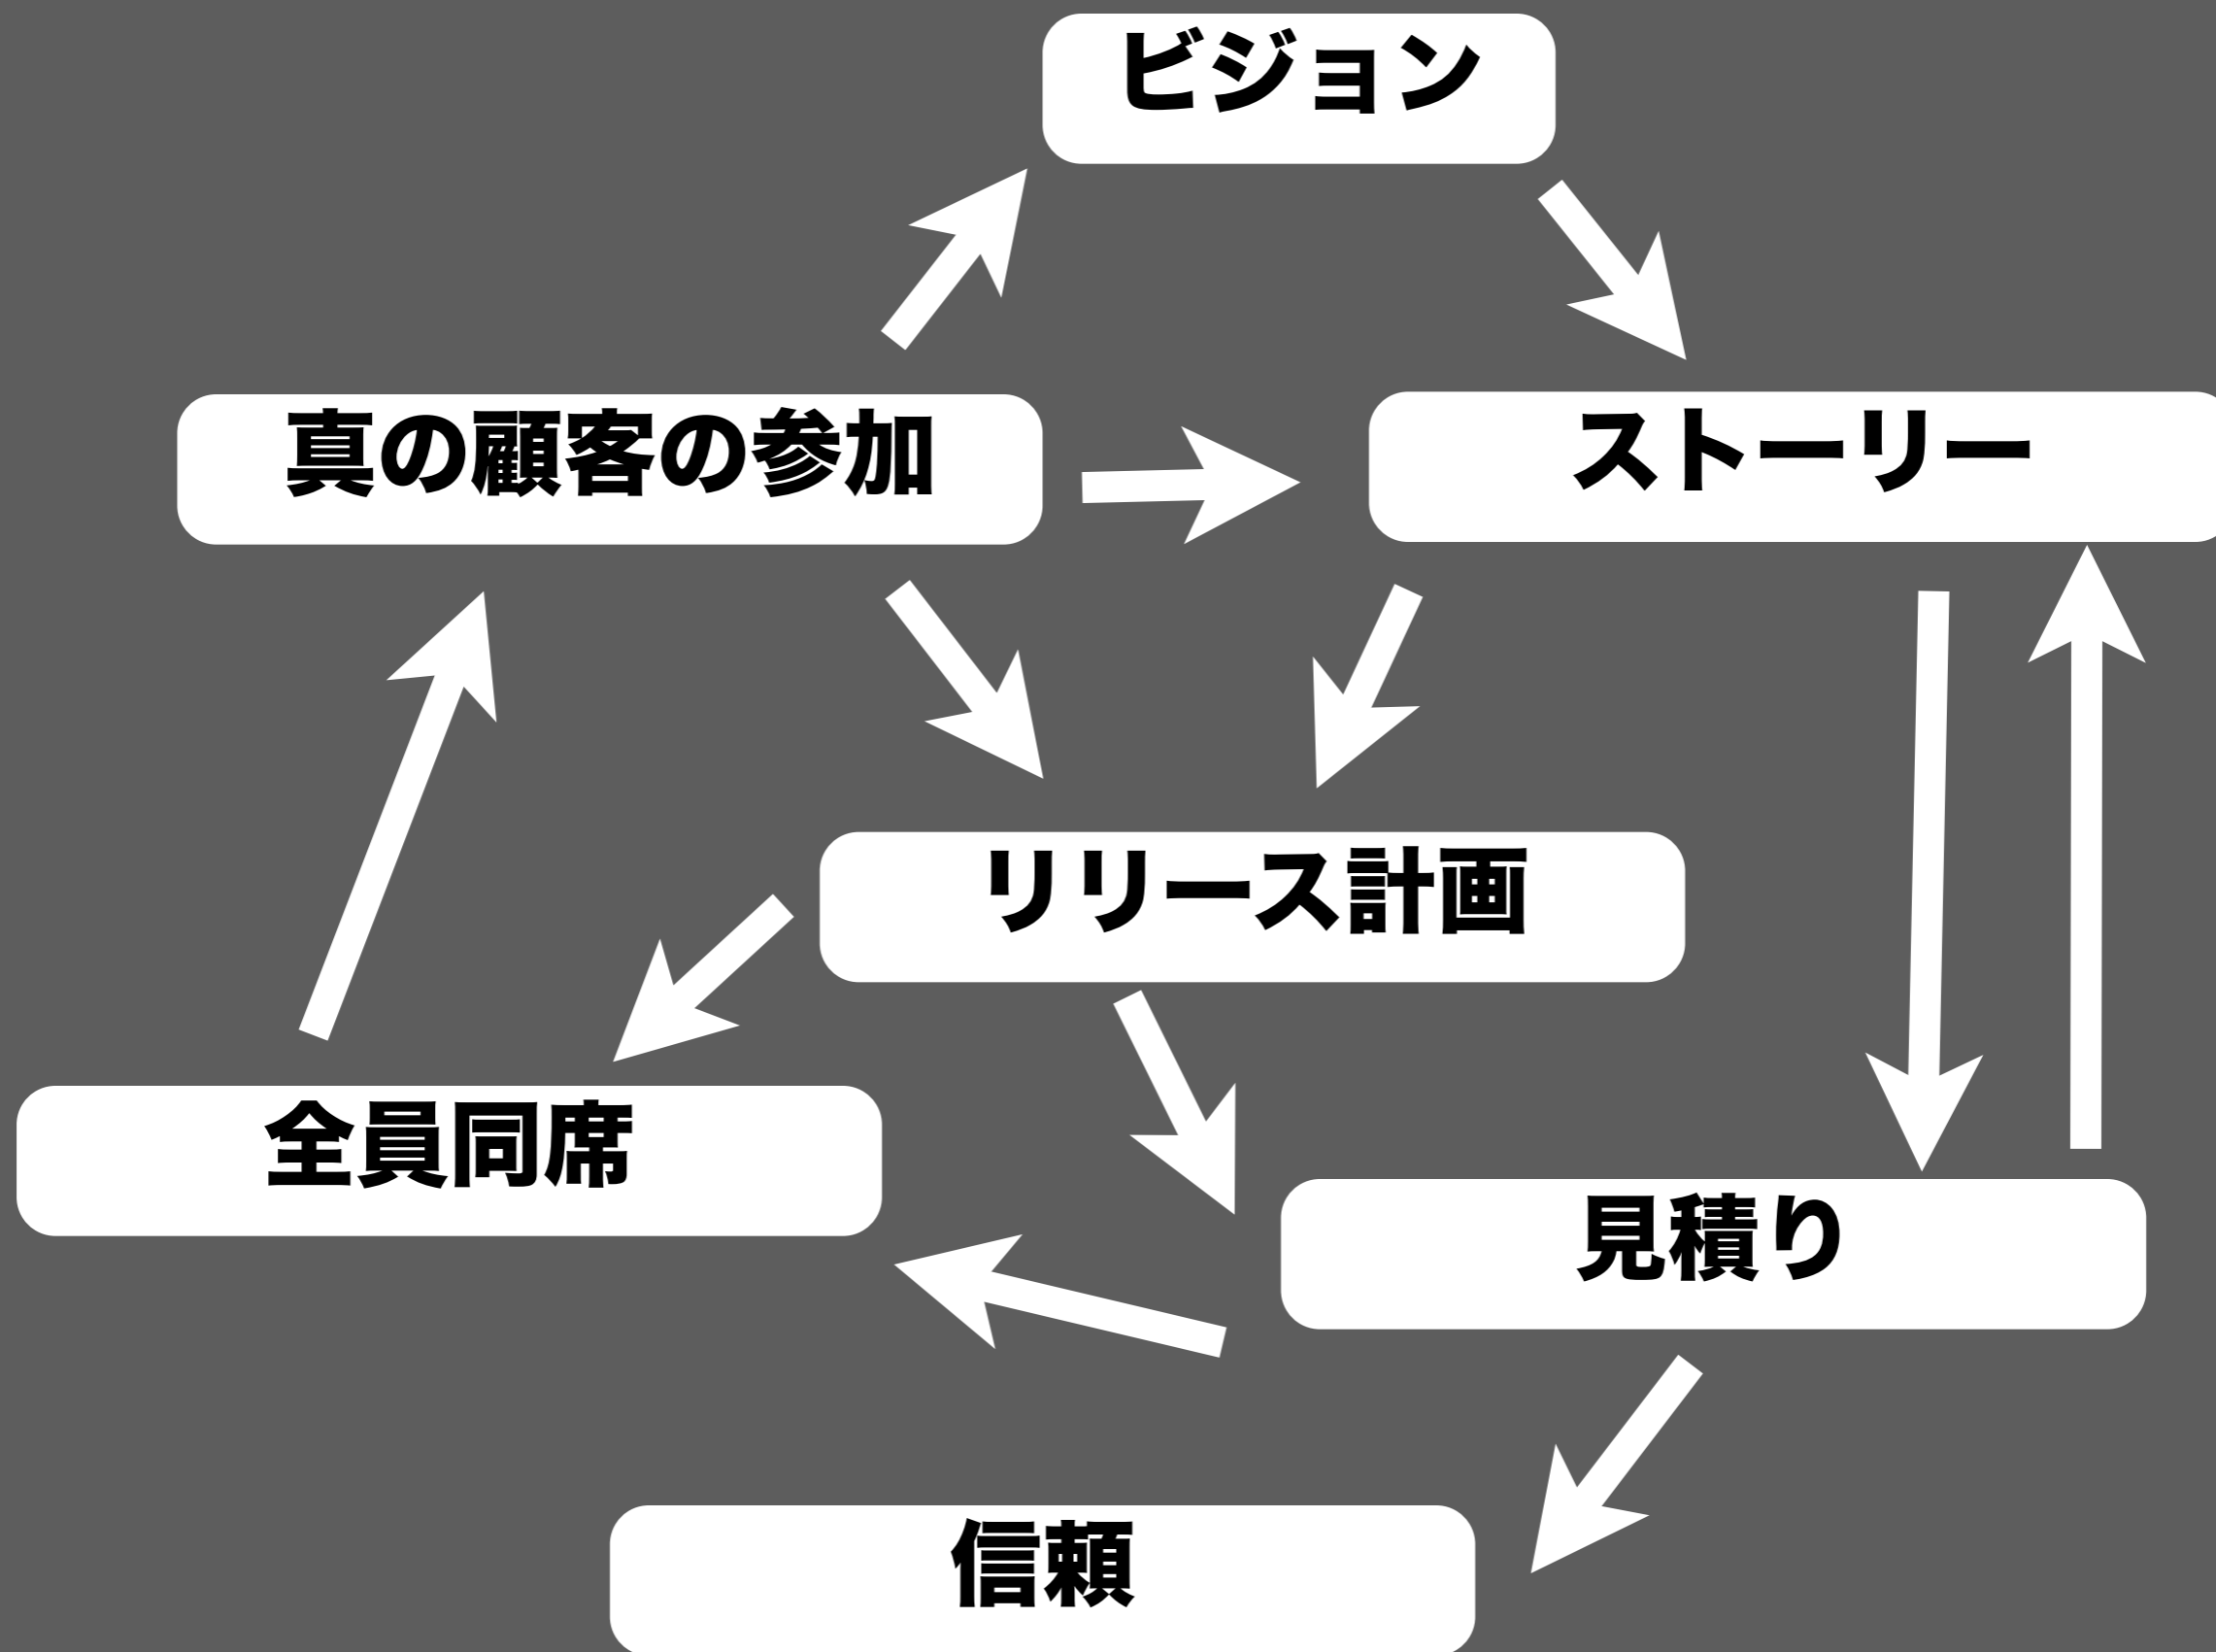 ビジョン
真の顧客の参加
ストーリー
リリース計画
全員同席
見積り
信頼